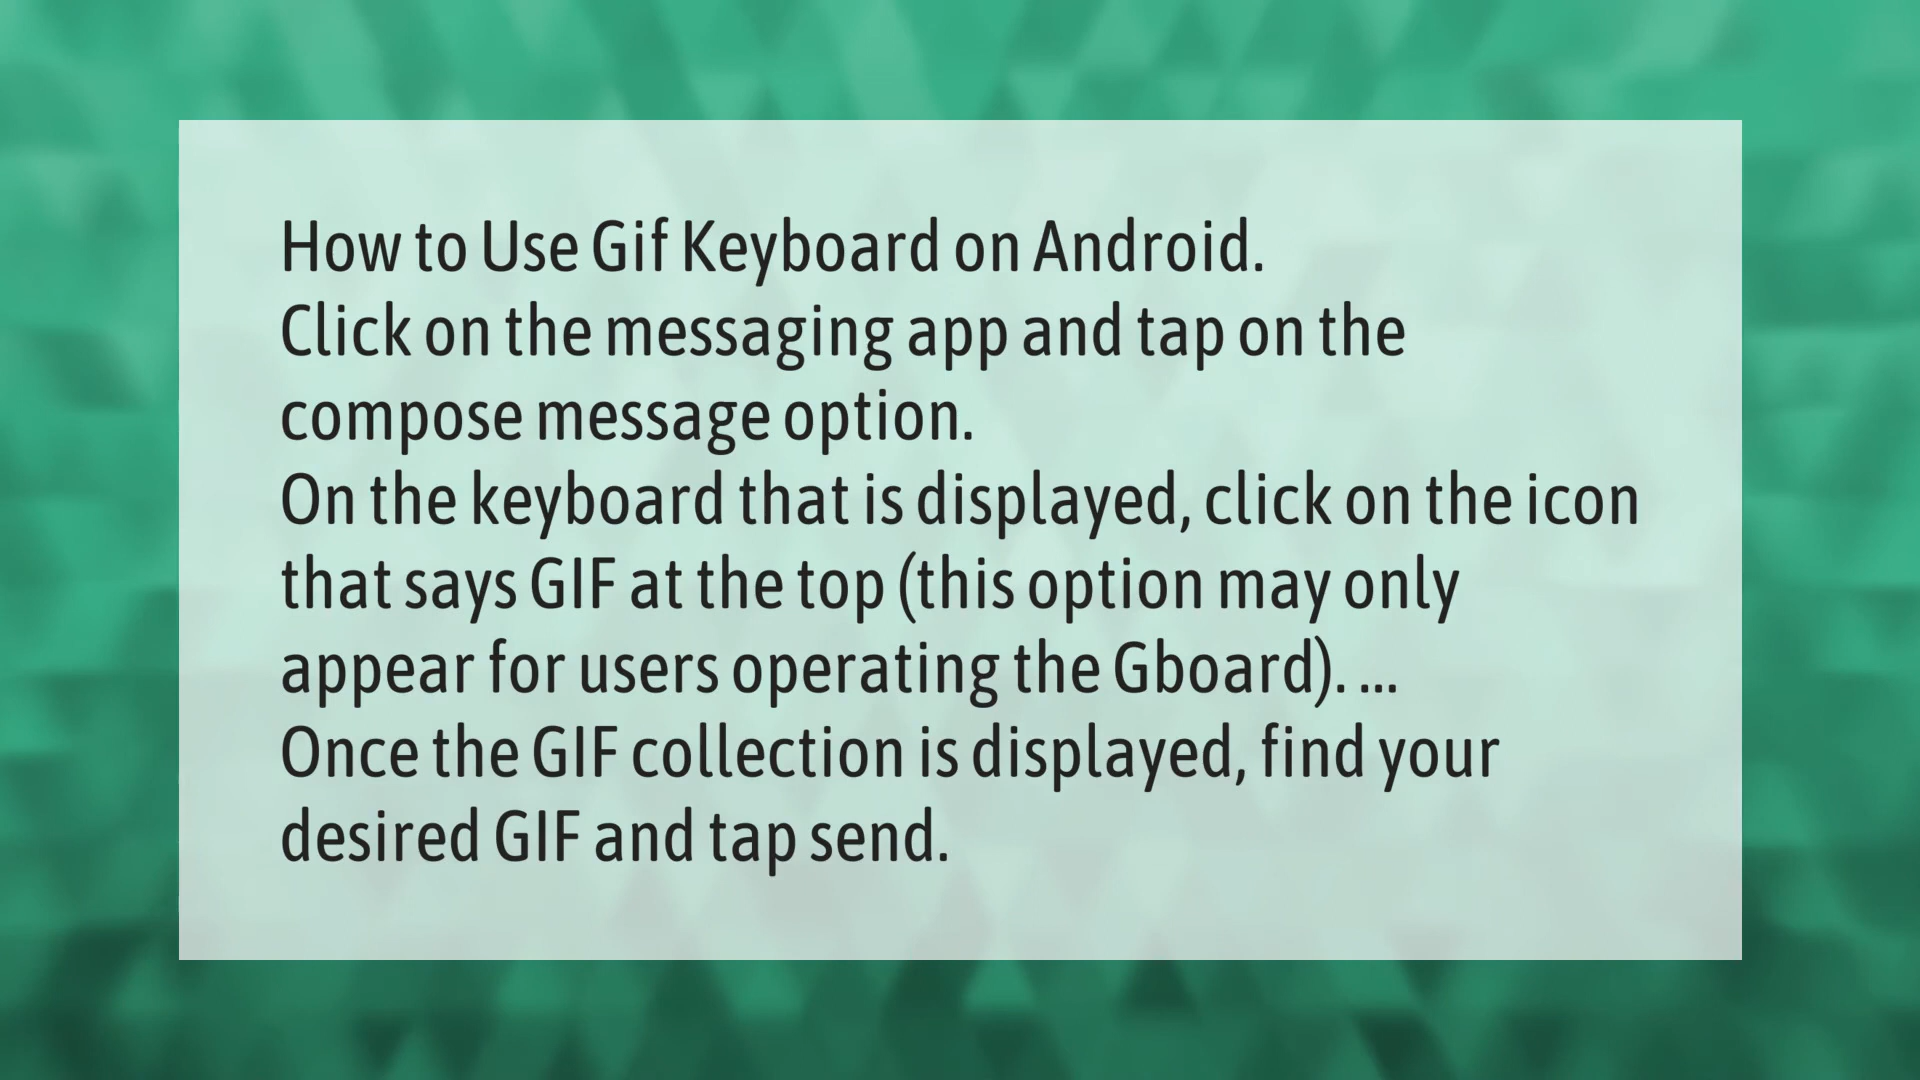 How to Use Gif Keyboard on Android.
Click on the messaging app and tap on the
compose message option.
On the keyboard that is displayed, click on the icon
that says GIF at the top (this option may only
appear for users operating the Gboard). ...
Once the GIF collection is displayed, find your
desired GIF and tap send.